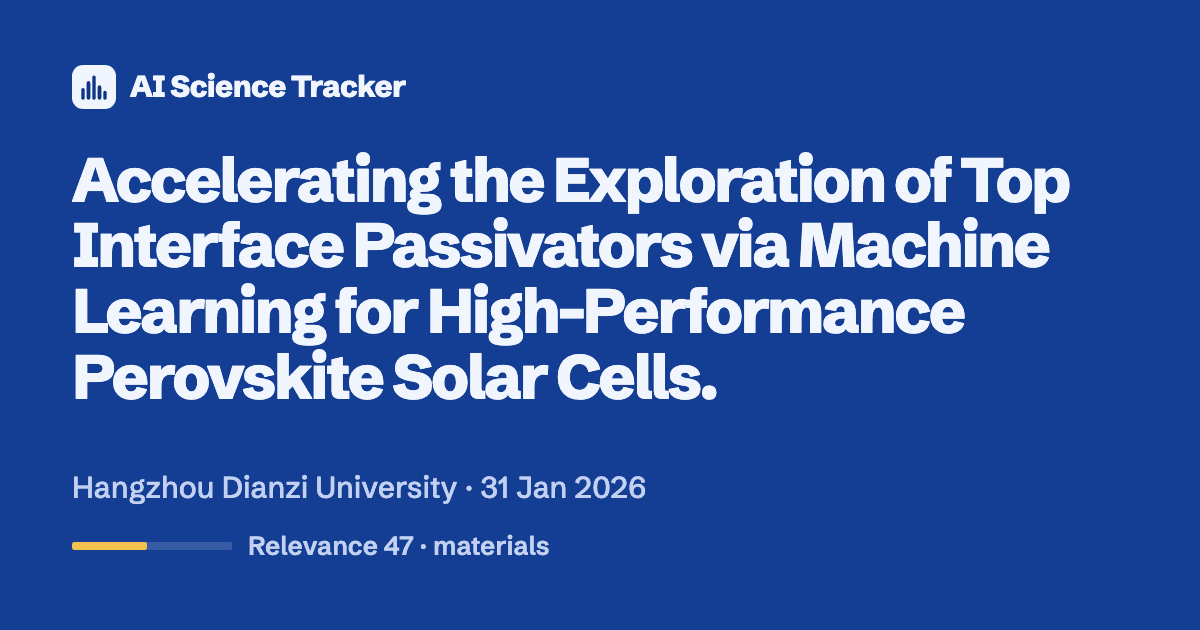 AI Science Tracker
Accelerating the Exploration of Top
Interface Passivators via Machine
Learning for High-Performance
Perovskite Solar Cells.
Hangzhou Dianzi University · 31 Jan 2026
Relevance 47 · materials